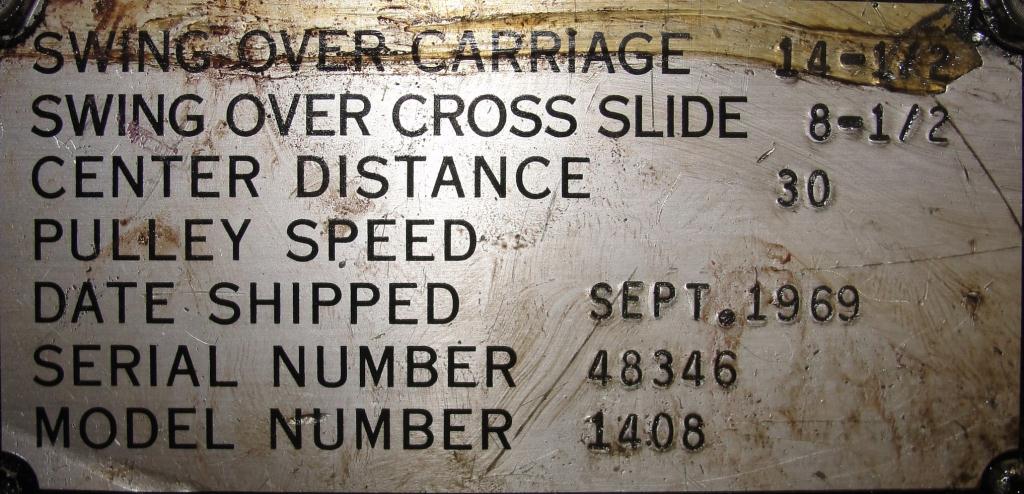 SWING OVER CARRIAGE 14-1/2
SWING OVER CROSS SLIDE 8-1/2
CENTER DISTANCE 30
PULLEY SPEED
DATE SHIPPED SEPT.1969
SERIAL NUMBER 48346
MODEL NUMBER 1408